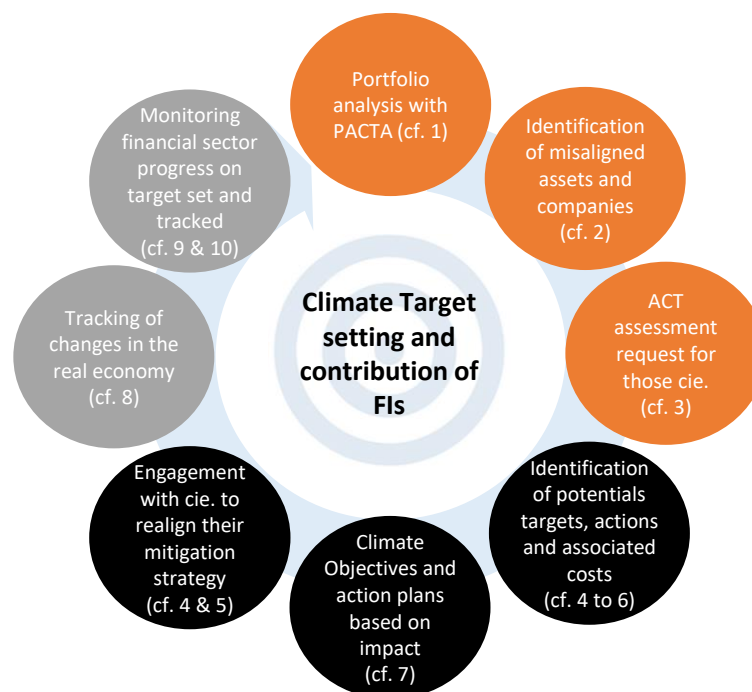 Portfolio
analysis with
PACTA (cf. 1)
Identification
of misaligned
assets and
companies
(cf. 2)
ACT
assessment
request for
those cie.
(cf. 3)
Identification
of potentials
targets, actions
and associated
costs
(cf. 4 to 6)
Climate
Objectives and
action plans
based on
impact
(cf. 7)
Engagement
with cie. to
realign their
mitigation
strategy
(cf. 4 & 5)
Tracking of
changes in the
real economy
(cf. 8)
Monitoring
financial sector
progress on
target set and
tracked
(cf. 9 & 10)
Climate Target
setting and
contribution of
FIs